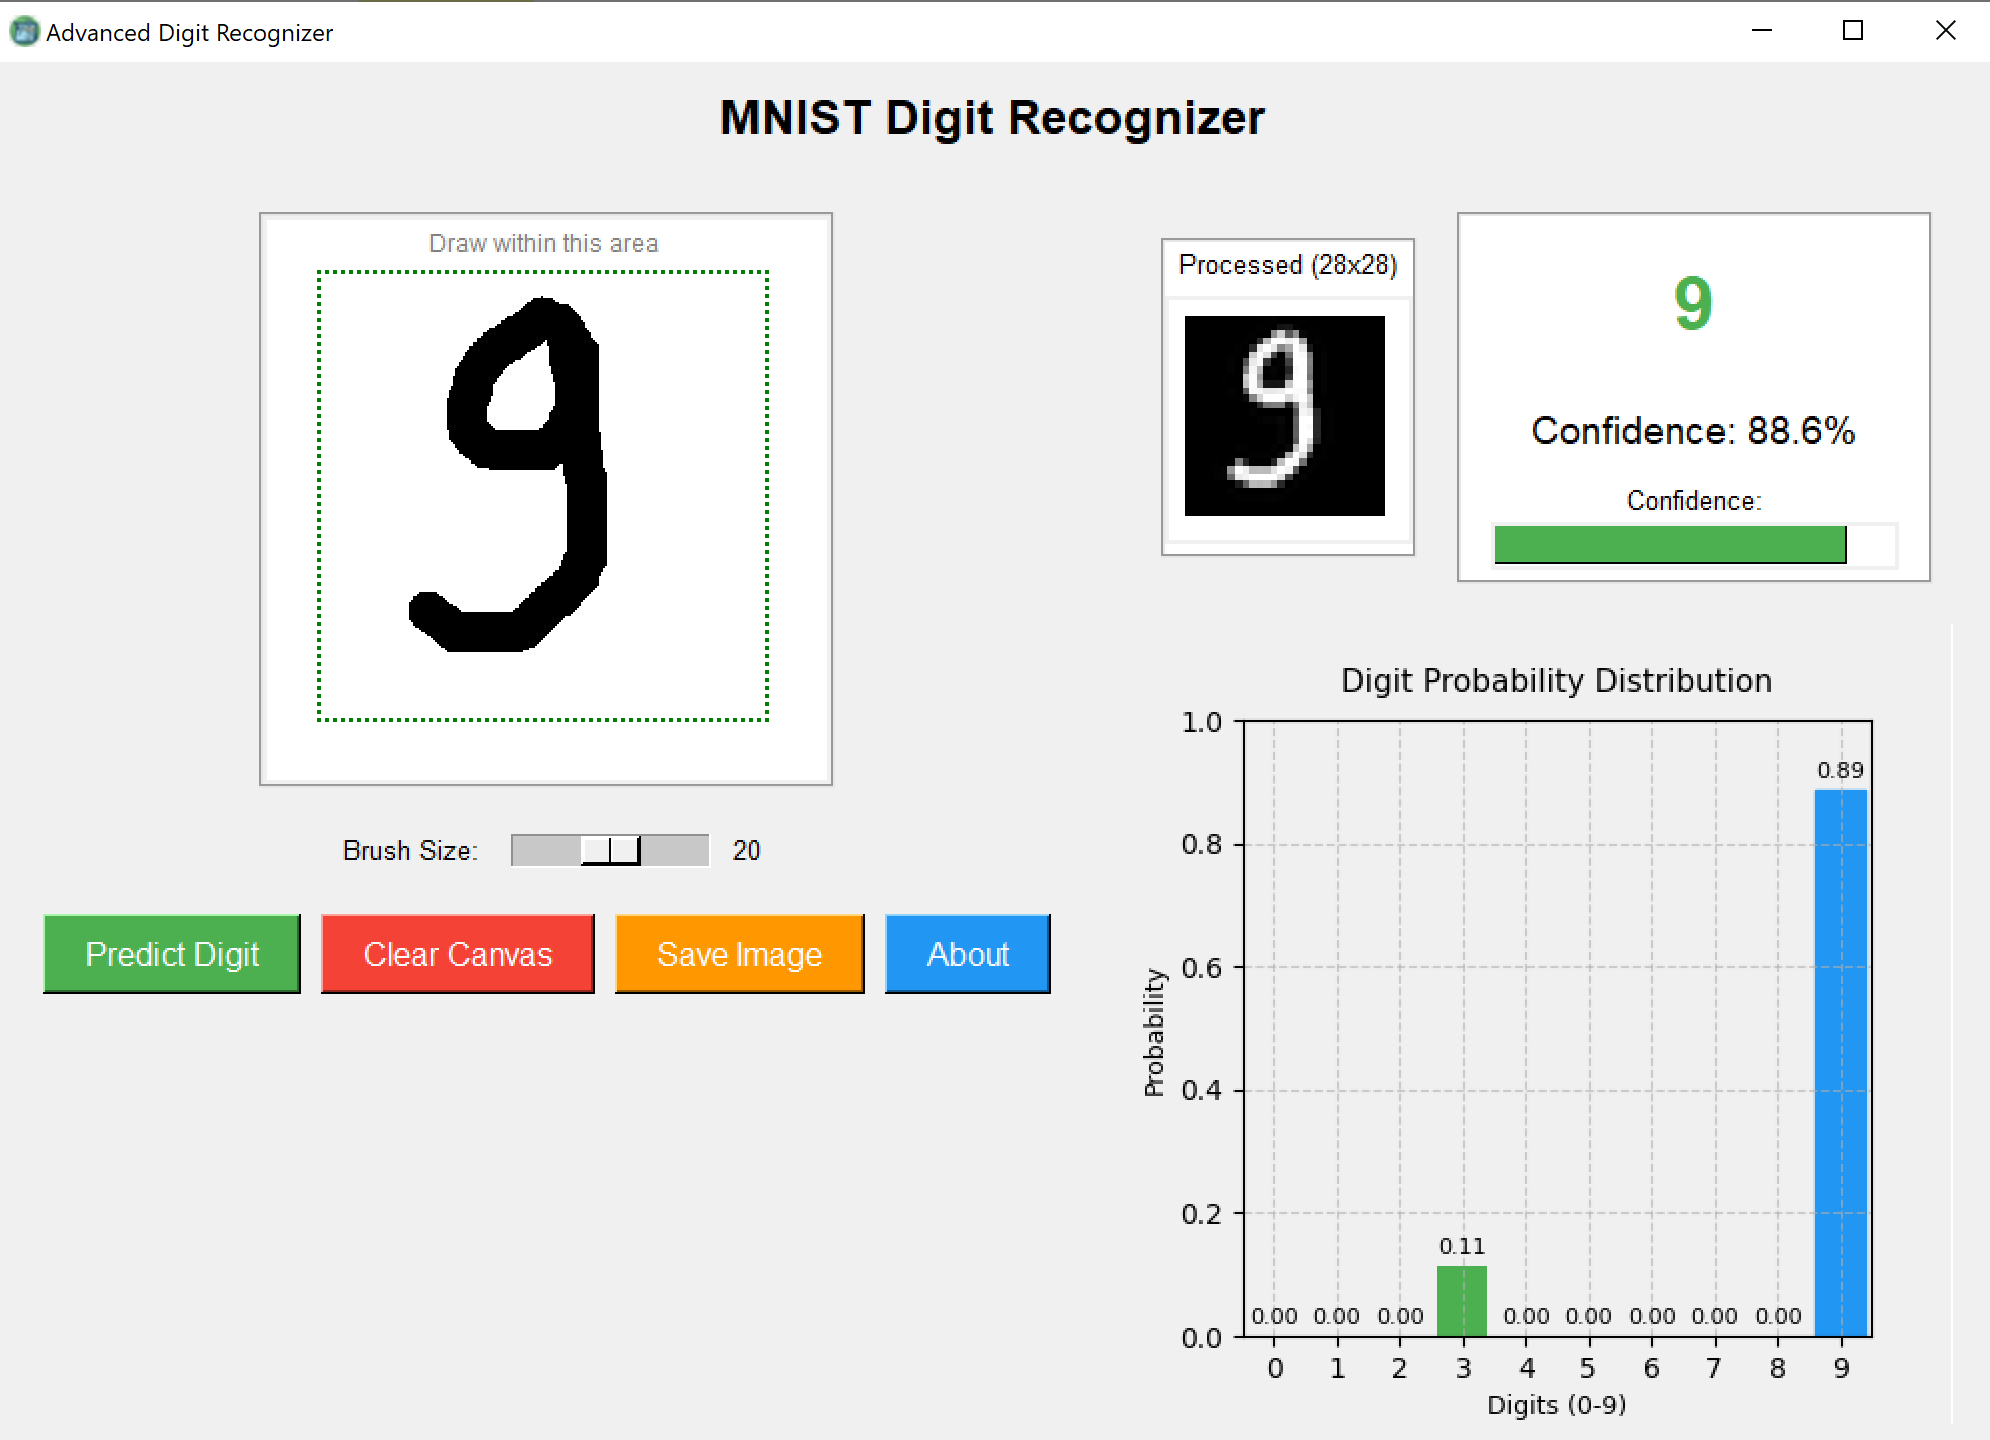 Advanced Digit Recognizer
MNIST Digit Recognizer
Draw within this area
9
Brush Size: 20
Predict Digit Clear Canvas Save Image About
Processed (28x28)
9
9
Confidence: 88.6%
Confidence:
Digit Probability Distribution
Probability
1.0
0.8
0.6
0.4
0.2
0.0
0.00 0.00 0.00 0.11 0.00 0.00 0.00 0.00 0.00 0.89
0 1 2 3 4 5 6 7 8 9
Digits (0-9)